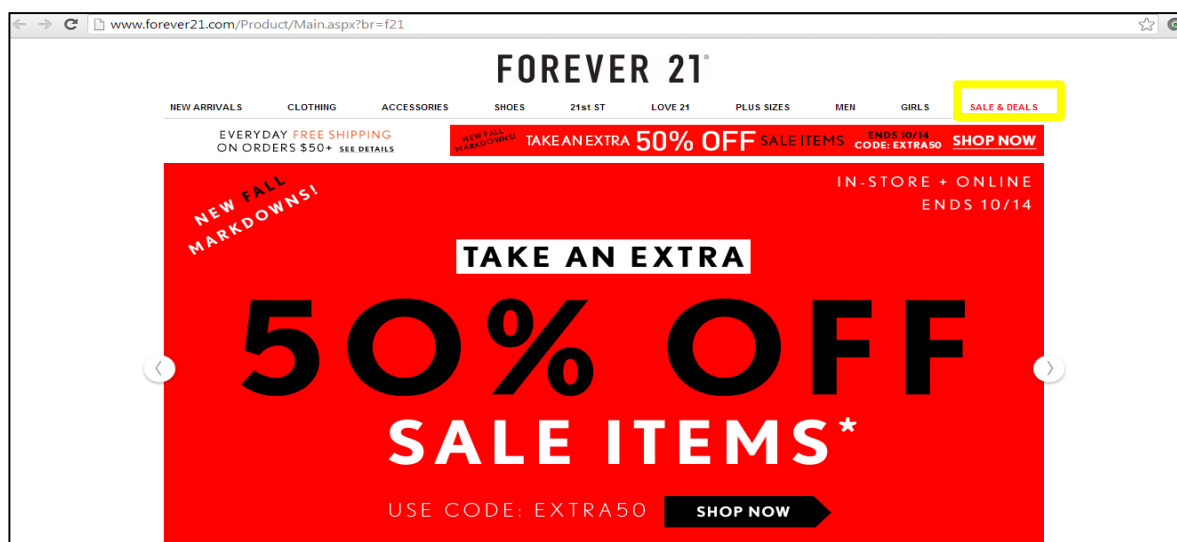 www.forever21.com/Product/Main.aspx?br=f21
FOREVER 21
NEW ARRIVALS CLOTHING ACCESSORIES SHOES 21st ST LOVE 21 PLUS SIZES MEN GIRLS SALE & DEALS
EVERYDAY FREE SHIPPING
ON ORDERS $50+ SEE DETAILS
NEW FALL
MARKDOWNS!
TAKE AN EXTRA 50% OFF SALE ITEMS
ENDS 10/14
CODE: EXTRA50
SHOP NOW
NEW FALL
MARKDOWNS!
IN-STORE + ONLINE
ENDS 10/14
TAKE AN EXTRA
50% OFF
SALE ITEMS*
USE CODE: EXTRA50 SHOP NOW